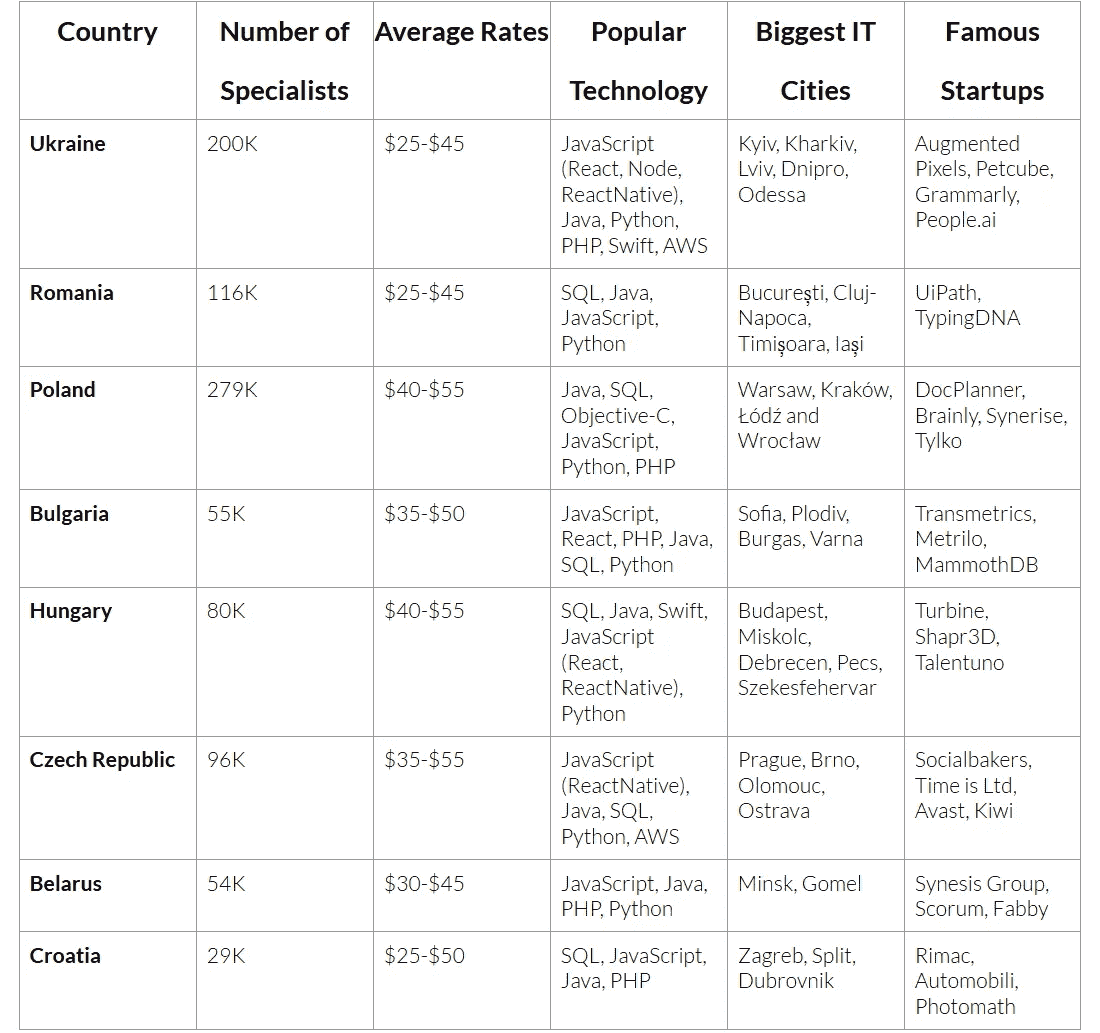 Country
Number of
Specialists
Average Rates
Popular
Technology
Biggest IT
Cities
Famous
Startups
Ukraine
200K
$25-$45
JavaScript
(React, Node,
ReactNative),
Java, Python,
PHP, Swift, AWS
Kyiv, Kharkiv,
Lviv, Dnipro,
Odessa
Augmented
Pixels, Petcube,
Grammarly,
People.ai
Romania
116K
$25-$45
SQL, Java,
JavaScript,
Python
București, Cluj-
Napoca,
Timișoara, Iași
UiPath,
TypingDNA
Poland
279K
$40-$55
Java, SQL,
Objective-C,
JavaScript,
Python, PHP
Warsaw, Kraków,
Łódź and
Wrocław
DocPlanner,
Brainly, Synerise,
Tylko
Bulgaria
55K
$35-$50
JavaScript,
React, PHP, Java,
SQL, Python
Sofia, Plodiv,
Burgas, Varna
Transmetrics,
Metrilo,
MammothDB
Hungary
80K
$40-$55
SQL, Java, Swift,
JavaScript
(React,
ReactNative),
Python
Budapest,
Miskolc,
Debrecen, Pecs,
Szekesfehervar
Turbine,
Shapr3D,
Talentuno
Czech Republic
96K
$35-$55
JavaScript
(ReactNative),
Java, SQL,
Python, AWS
Prague, Brno,
Olomouc,
Ostrava
Socialbakers,
Time is Ltd,
Avast, Kiwi
Belarus
54K
$30-$45
JavaScript, Java,
PHP, Python
Minsk, Gomel
Synesis Group,
Scorum, Fabby
Croatia
29K
$25-$50
SQL, JavaScript,
Java, PHP
Zagreb, Split,
Dubrovnik
Rimac,
Automobili,
Photomath